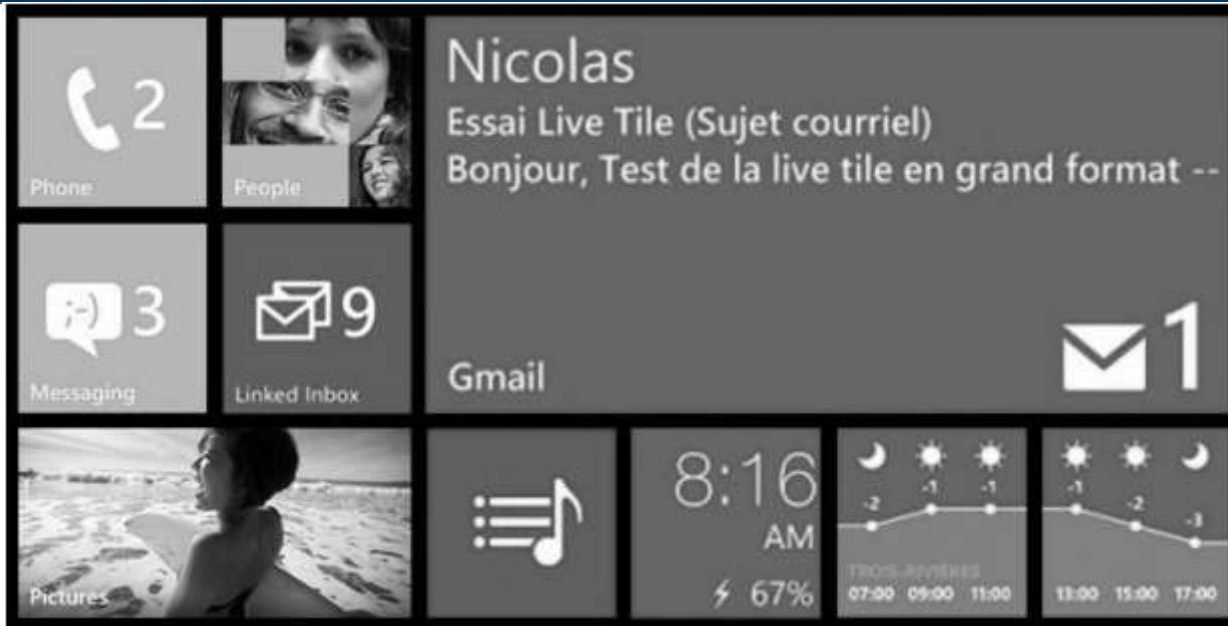 2
Phone
People
Nicolas
Essai Live Tile (Sujet courriel)
Bonjour, Test de la live tile en grand format --
Gmail
1
;-) 3
Messaging
9
Linked Inbox
Pictures
8:16
AM
67%
-2 -1 -1
TROIS-RIVIÈRES
07:00 09:00 11:00
-1 -2 -3
13:00 15:00 17:00